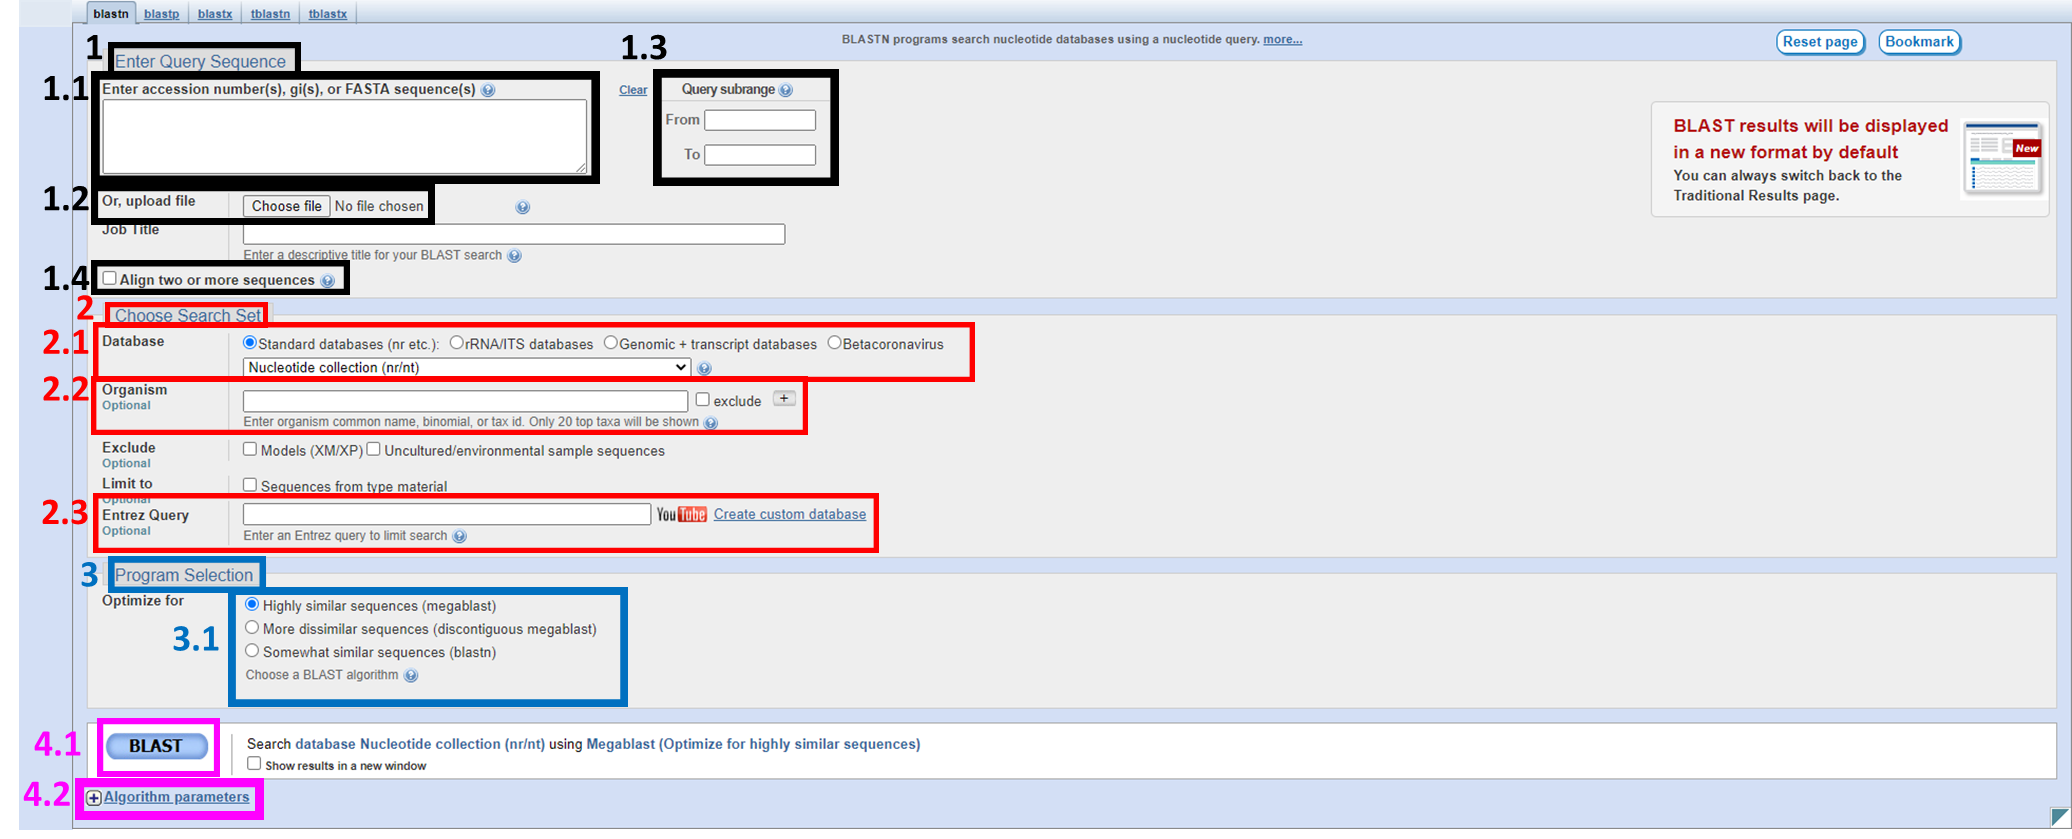 blastn blastp blastx tblastn tblastx
BLASTN programs search nucleotide databases using a nucleotide query. more...
Reset page Bookmark
1 Enter Query Sequence
1.1 Enter accession number(s), gi(s), or FASTA sequence(s)
Clear
1.3
Query subrange
From
To
BLAST results will be displayed
in a new format by default
You can always switch back to the
Traditional Results page.
New
1.2 Or, upload file Choose file No file chosen
Job Title
Enter a descriptive title for your BLAST search
1.4 Align two or more sequences
2 Choose Search Set
2.1 Database Standard databases (nr etc.): rRNA/ITS databases Genomic + transcript databases Betacoronavirus
Nucleotide collection (nr/nt)
2.2 Organism
Optional
exclude +
Enter organism common name, binomial, or tax id. Only 20 top taxa will be shown
Exclude
Optional
Models (XM/XP) Uncultured/environmental sample sequences
Limit to
Optional
Sequences from type material
2.3 Entrez Query
Optional
YouTube Create custom database
Enter an Entrez query to limit search
3 Program Selection
Optimize for
3.1
Highly similar sequences (megablast)
More dissimilar sequences (discontiguous megablast)
Somewhat similar sequences (blastn)
Choose a BLAST algorithm
4.1 BLAST
Search database Nucleotide collection (nr/nt) using Megablast (Optimize for highly similar sequences)
Show results in a new window
4.2 + Algorithm parameters